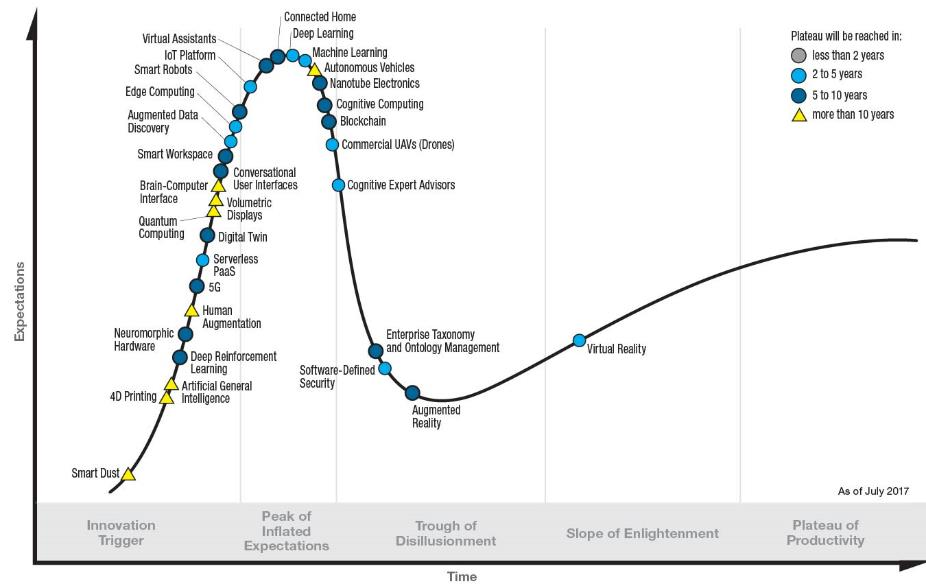 Connected Home
Deep Learning
Virtual Assistants
Machine Learning
IoT Platform
Autonomous Vehicles
Smart Robots
Nanotube Electronics
Edge Computing
Cognitive Computing
Augmented Data
Discovery
Blockchain
Commercial UAVs (Drones)
Smart Workspace
Conversational
User Interfaces
Cognitive Expert Advisors
Brain-Computer
Interface
Volumetric
Displays
Quantum
Computing
Digital Twin
Serverless
PaaS
5G
Human
Augmentation
Neuromorphic
Hardware
Deep Reinforcement
Learning
Artificial General
Intelligence
4D Printing
Smart Dust
Enterprise Taxonomy
and Ontology Management
Software-Defined
Security
Augmented
Reality
Virtual Reality
Plateau will be reached in:
less than 2 years
2 to 5 years
5 to 10 years
more than 10 years
As of July 2017
Expectations
Innovation
Trigger
Peak of
Inflated
Expectations
Trough of
Disillusionment
Slope of Enlightenment
Plateau of
Productivity
Time